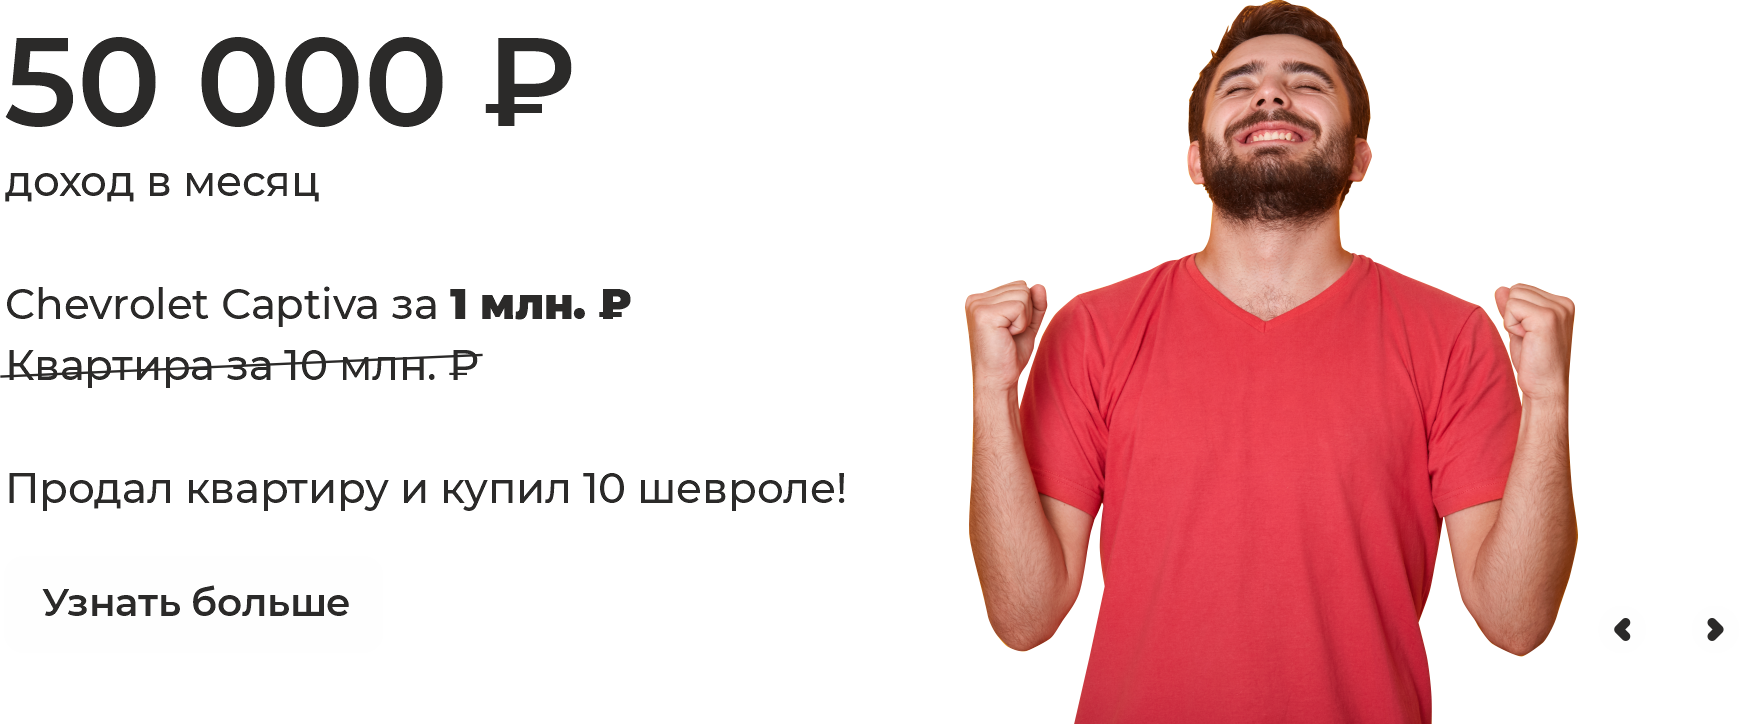 50 000 ₽
доход в месяц
Chevrolet Captiva за 1 млн. ₽
Квартира за 10 млн. ₽
Продал квартиру и купил 10 шевроле!
Узнать больше